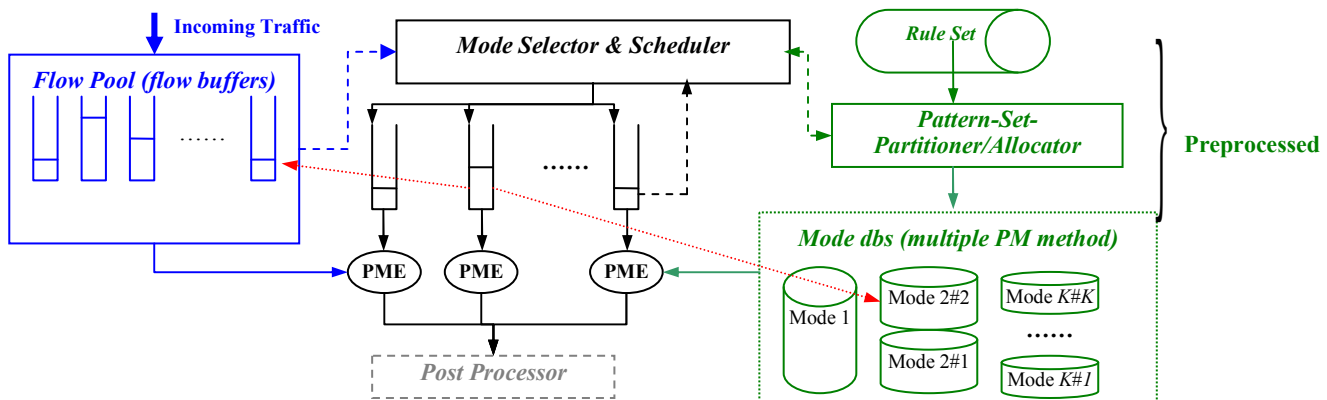 Incoming Traffic
Flow Pool (flow buffers)
……
Mode Selector & Scheduler
……
Rule Set
Pattern-Set-
Partitioner/Allocator
Preprocessed
Mode dbs (multiple PM method)
PME
PME
PME
Mode 1
Mode 2#2
Mode 2#1
Mode K#K
……
Mode K#1
Post Processor